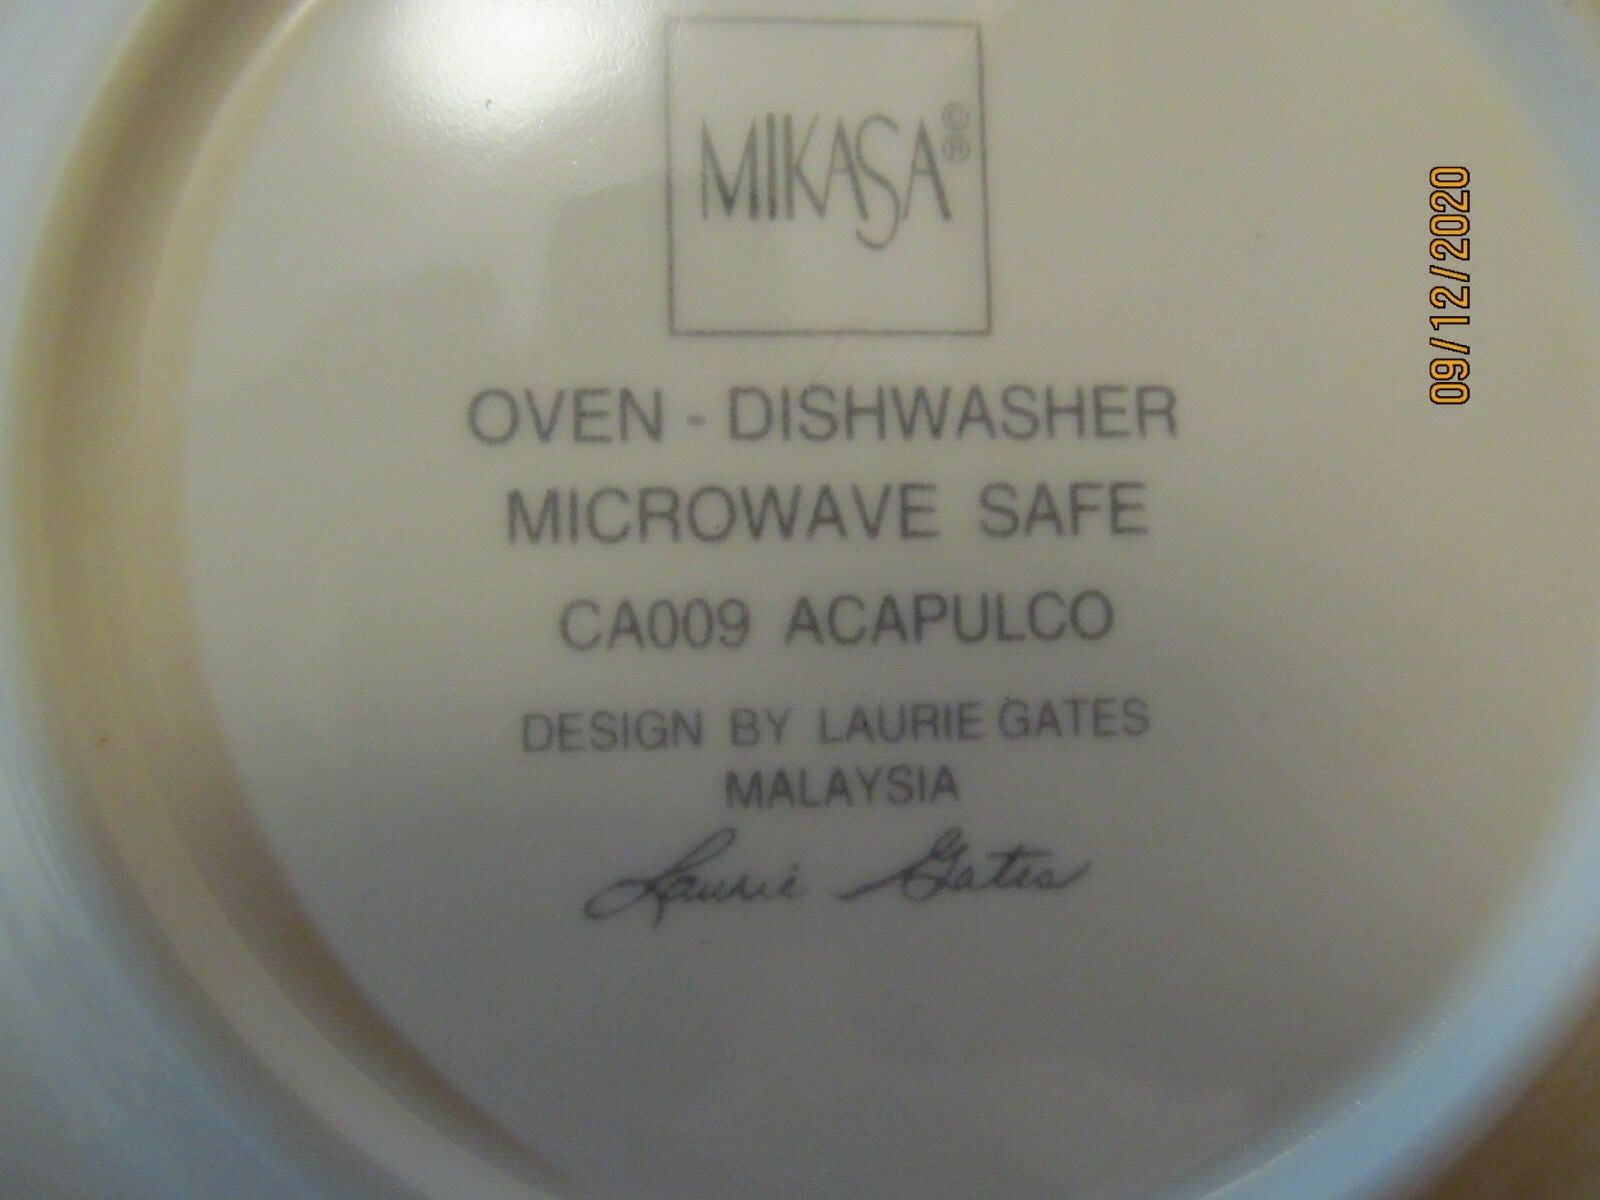 MIKASA©®
OVEN - DISHWASHER
MICROWAVE SAFE
CA009 ACAPULCO
DESIGN BY LAURIE GATES
MALAYSIA
Laurie Gates
09/12/2020